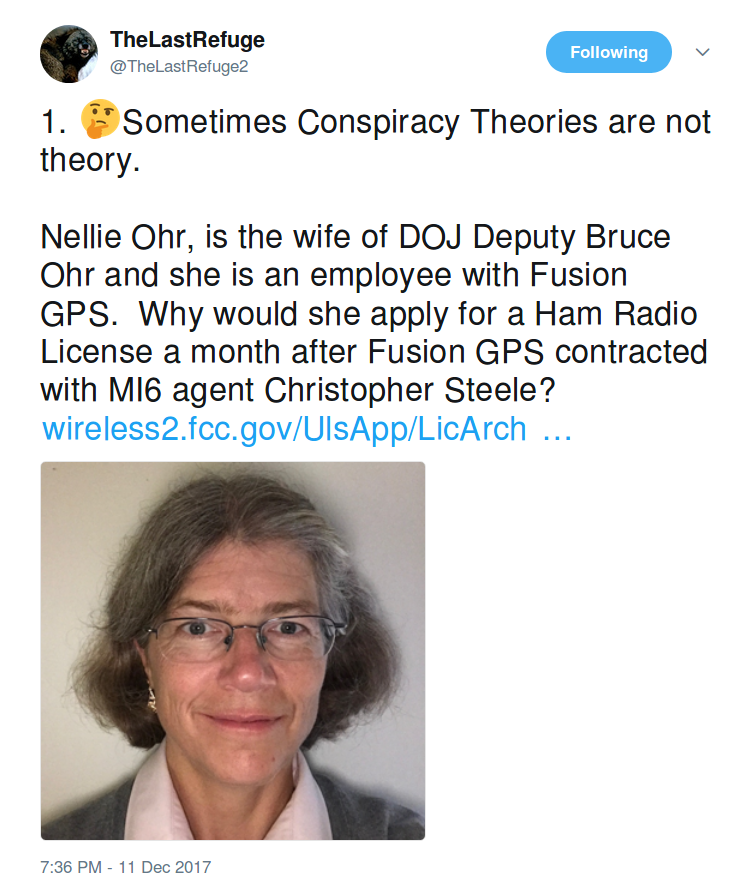 TheLastRefuge
@TheLastRefuge2
Following
1. 🤔Sometimes Conspiracy Theories are not
theory.
Nellie Ohr, is the wife of DOJ Deputy Bruce
Ohr and she is an employee with Fusion
GPS.  Why would she apply for a Ham Radio
License a month after Fusion GPS contracted
with MI6 agent Christopher Steele?
wireless2.fcc.gov/UlsApp/LicArch …
7:36 PM - 11 Dec 2017